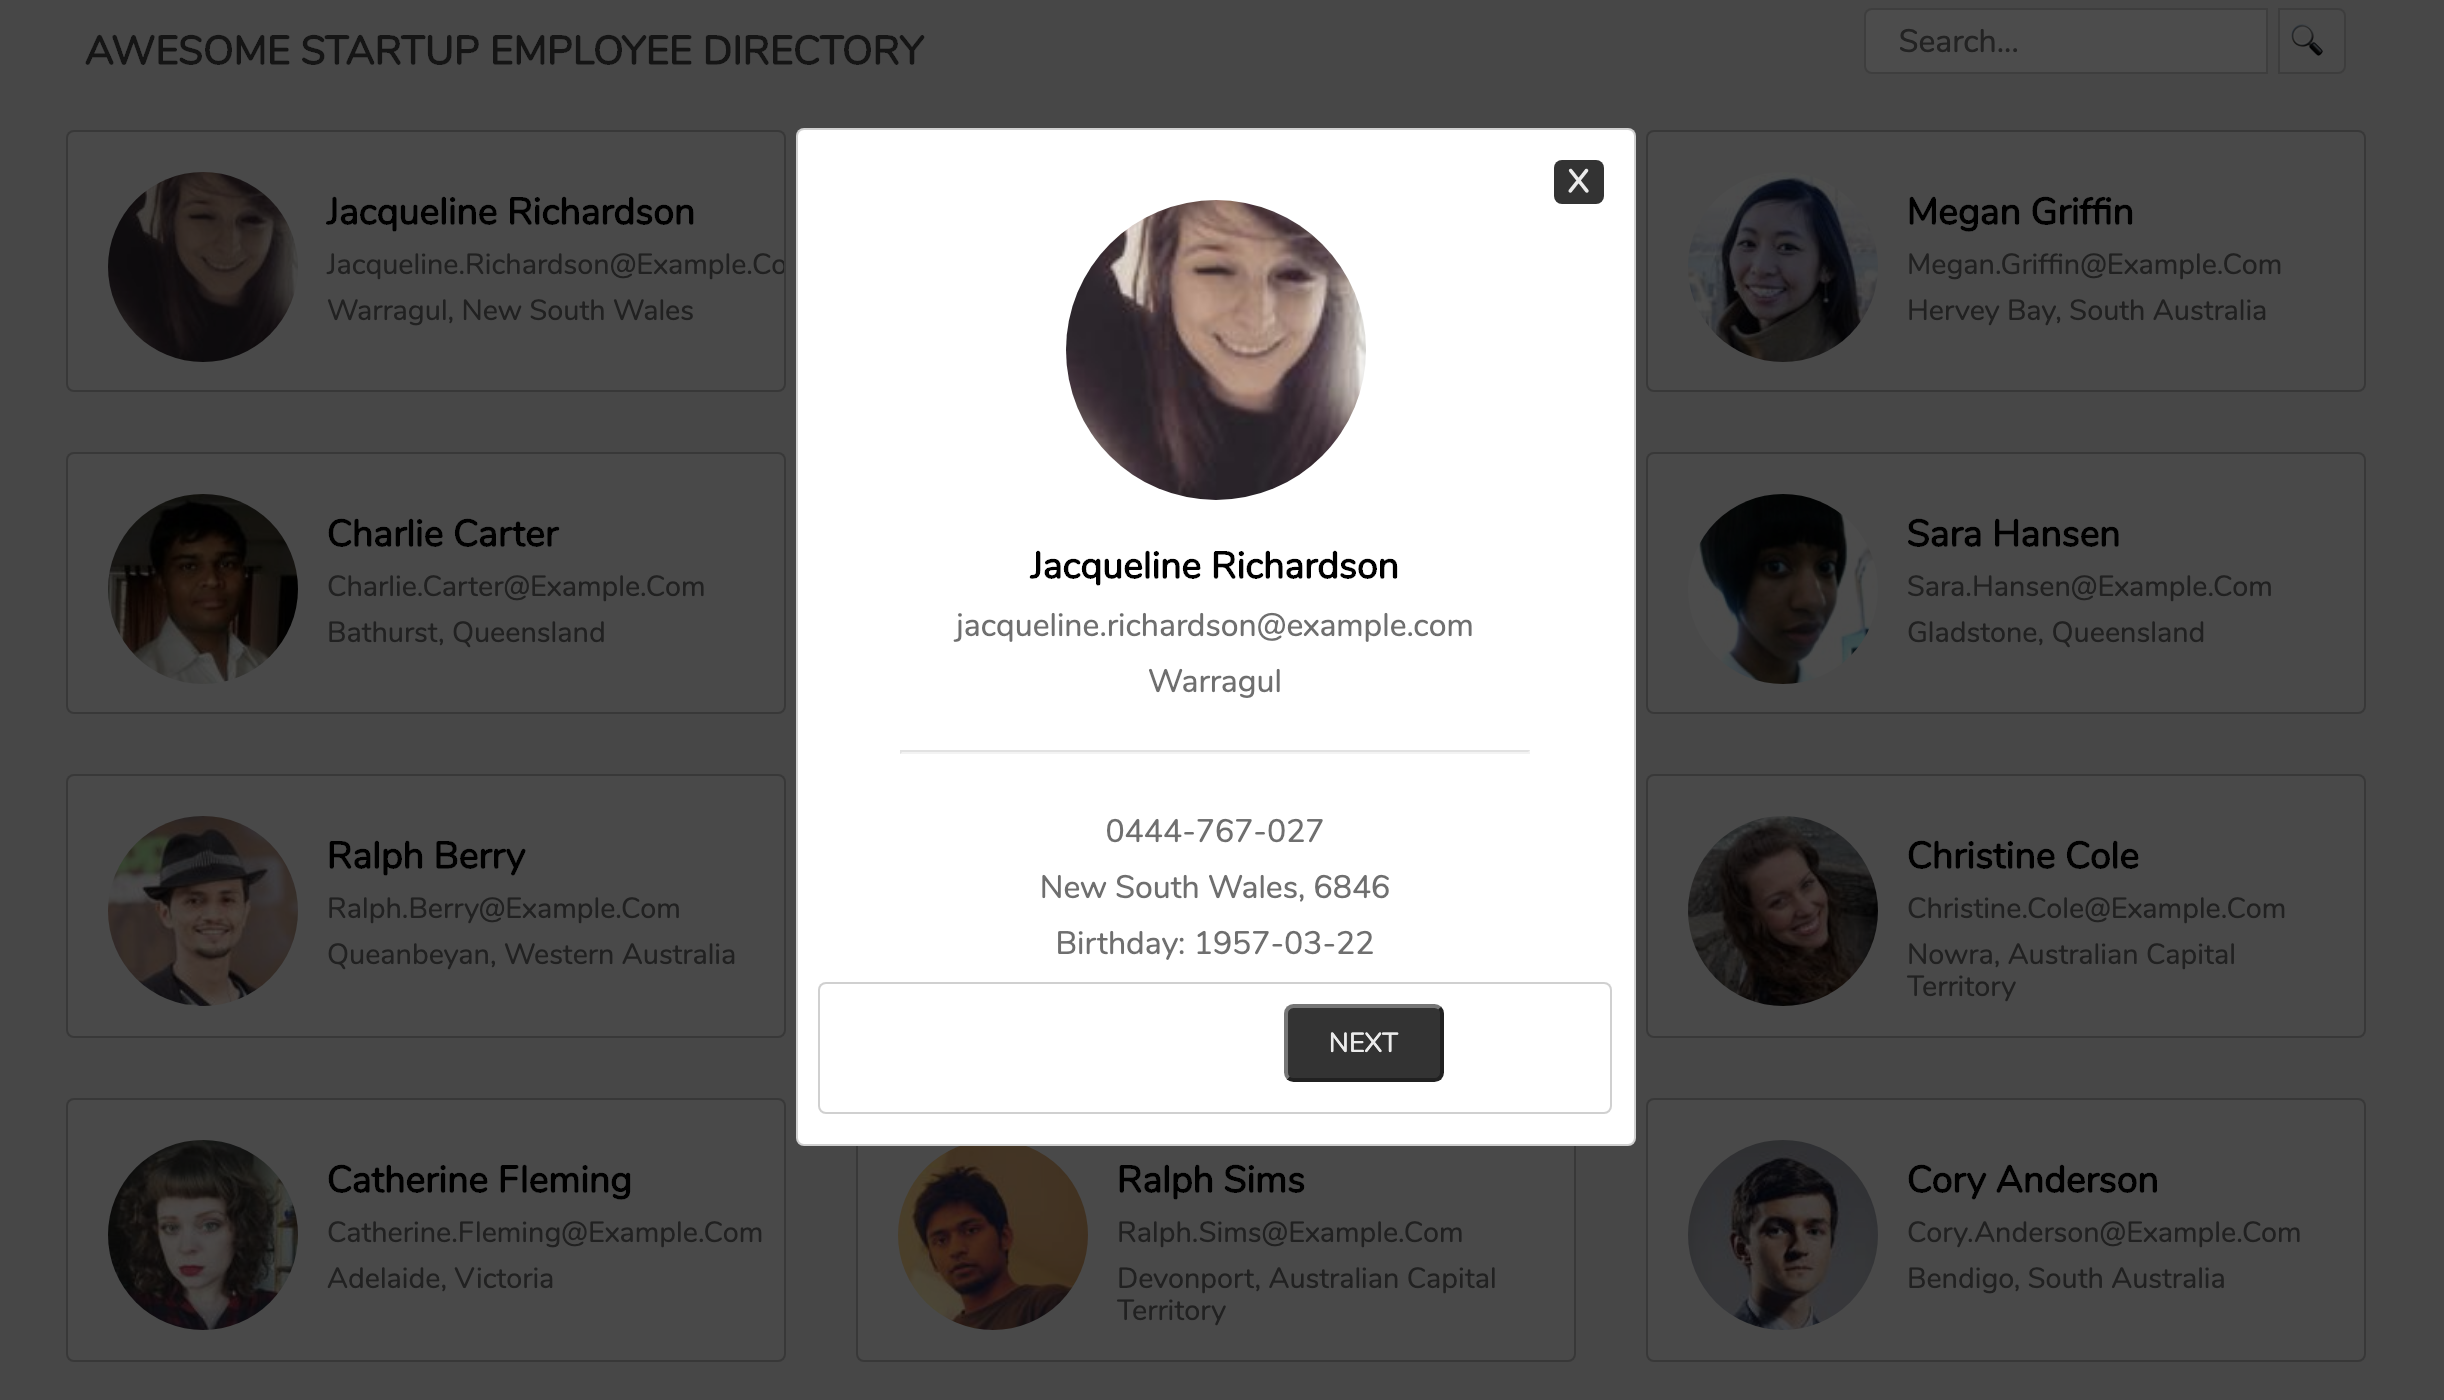 AWESOME STARTUP EMPLOYEE DIRECTORY
Search...
Jacqueline Richardson
Jacqueline.Richardson@Example.Co
Warragul, New South Wales
X
Jacqueline Richardson
jacqueline.richardson@example.com
Warragul
0444-767-027
New South Wales, 6846
Birthday: 1957-03-22
NEXT
Megan Griffin
Megan.Griffin@Example.Com
Hervey Bay, South Australia
Charlie Carter
Charlie.Carter@Example.Com
Bathurst, Queensland
Sara Hansen
Sara.Hansen@Example.Com
Gladstone, Queensland
Ralph Berry
Ralph.Berry@Example.Com
Queanbeyan, Western Australia
Christine Cole
Christine.Cole@Example.Com
Nowra, Australian Capital
Territory
Catherine Fleming
Catherine.Fleming@Example.Com
Adelaide, Victoria
Ralph Sims
Ralph.Sims@Example.Com
Devonport, Australian Capital
Territory
Cory Anderson
Cory.Anderson@Example.Com
Bendigo, South Australia